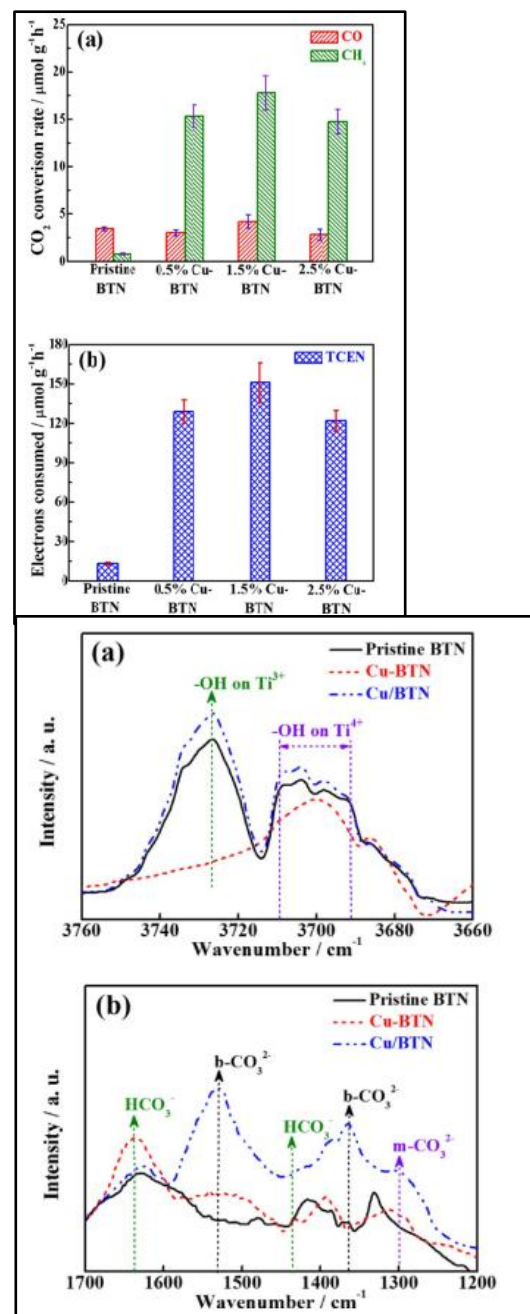 (a)
CO
CH₄
CO₂ converison rate / μmol g⁻¹h⁻¹
25
20
15
10
5
0
Pristine BTN
0.5% Cu-BTN
1.5% Cu-BTN
2.5% Cu-BTN
(b)
TCEN
Electrons consumed / μmol g⁻¹h⁻¹
180
150
120
90
60
30
0
Pristine BTN
0.5% Cu-BTN
1.5% Cu-BTN
2.5% Cu-BTN
(a)
Pristine BTN
Cu-BTN
Cu/BTN
-OH on Ti³⁺
-OH on Ti⁴⁺
Intensity / a. u.
3760 3740 3720 3700 3680 3660
Wavenumber / cm⁻¹
(b)
Pristine BTN
Cu-BTN
Cu/BTN
HCO₃⁻
b-CO₃²⁻
HCO₃⁻
b-CO₃²⁻
m-CO₃²⁻
Intensity / a. u.
1700 1600 1500 1400 1300 1200
Wavenumber / cm⁻¹